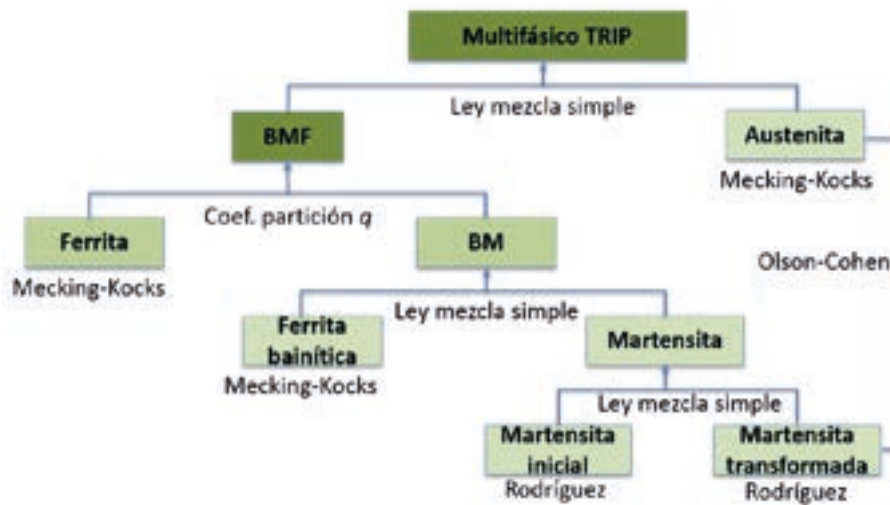 Multifásico TRIP
Ley mezcla simple
BMF
Austenita
Mecking-Kocks
Coef. partición q
Ferrita
BM
Mecking-Kocks
Olson-Cohen
Ley mezcla simple
Ferrita
bainítica
Martensita
Mecking-Kocks
Ley mezcla simple
Martensita
inicial
Martensita
transformada
Rodríguez
Rodríguez